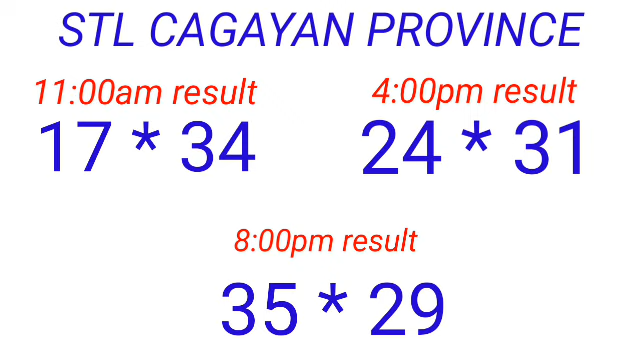 STL CAGAYAN PROVINCE
11:00am result
17 * 34
4:00pm result
24 * 31
8:00pm result
35 * 29